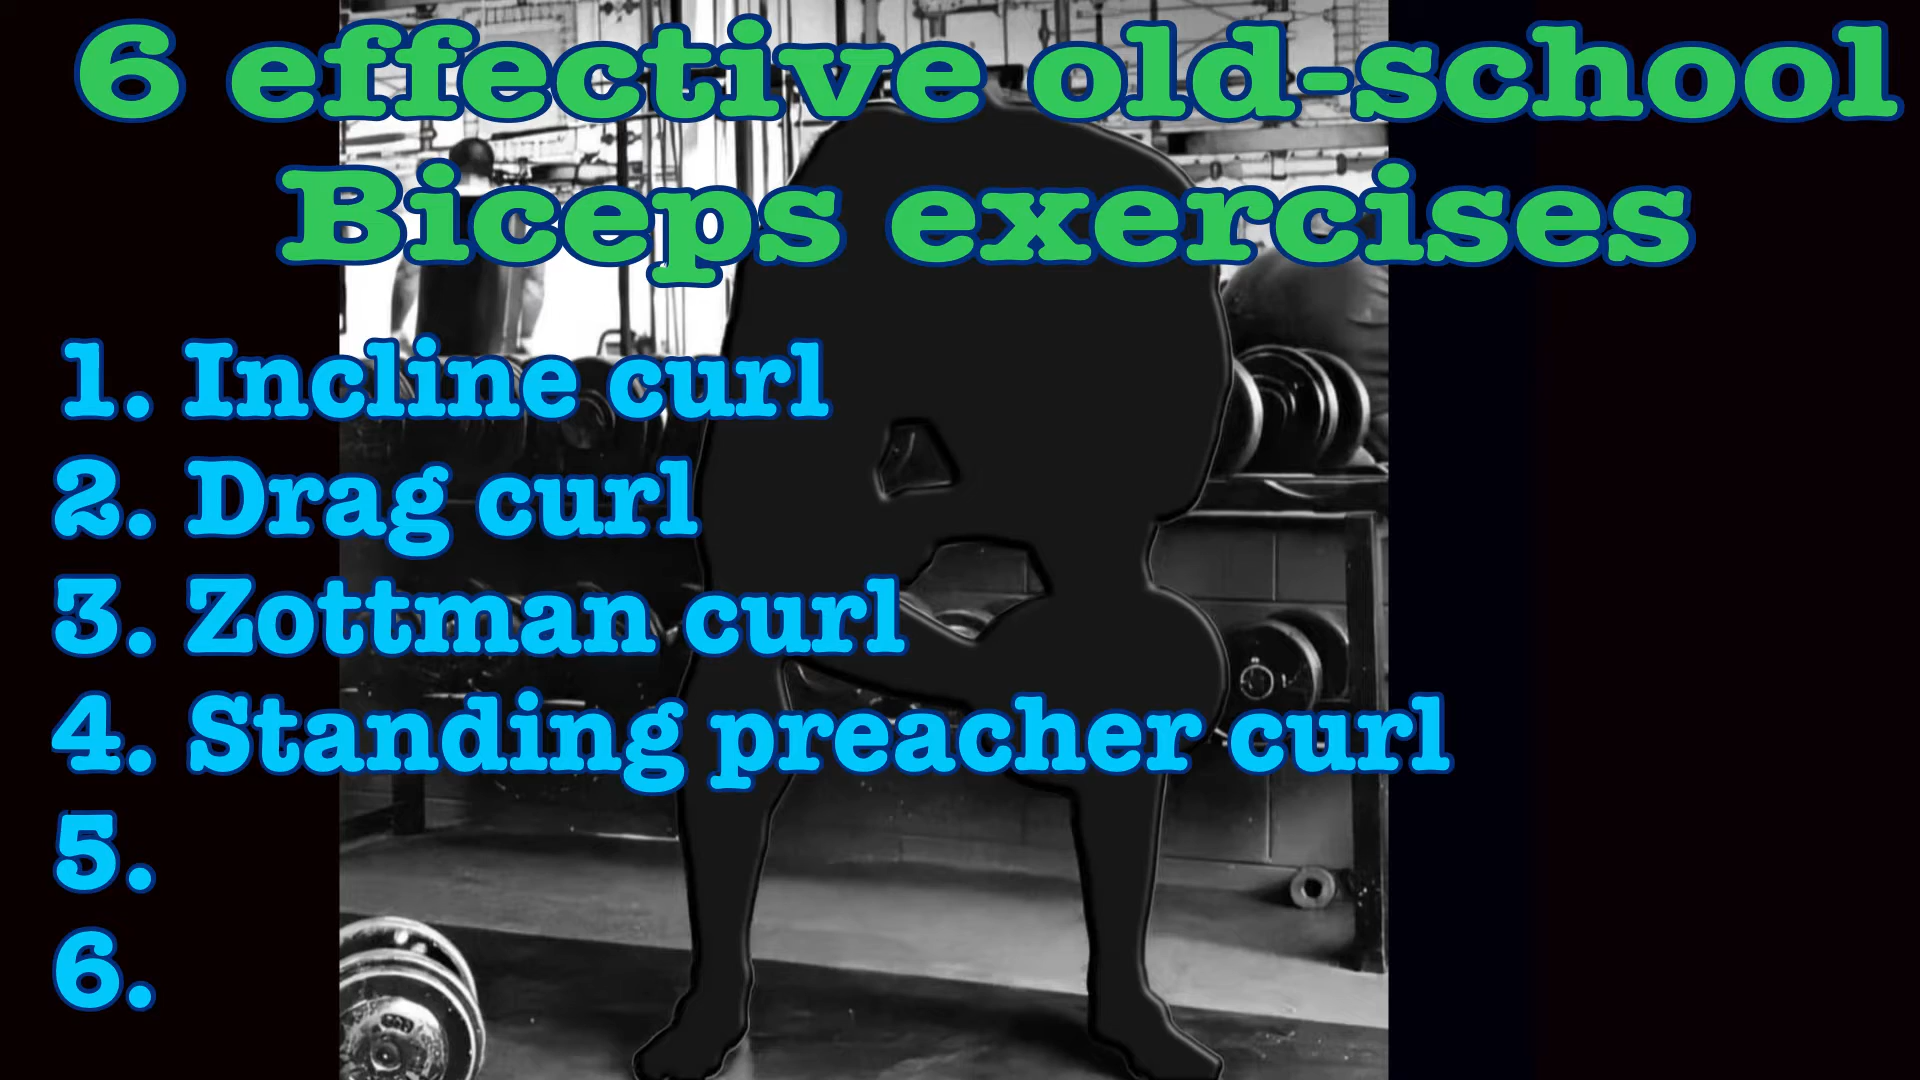 6 effective old-school
Biceps exercises
1. Incline curl
2. Drag curl
3. Zottman curl
4. Standing preacher curl
5.
6.